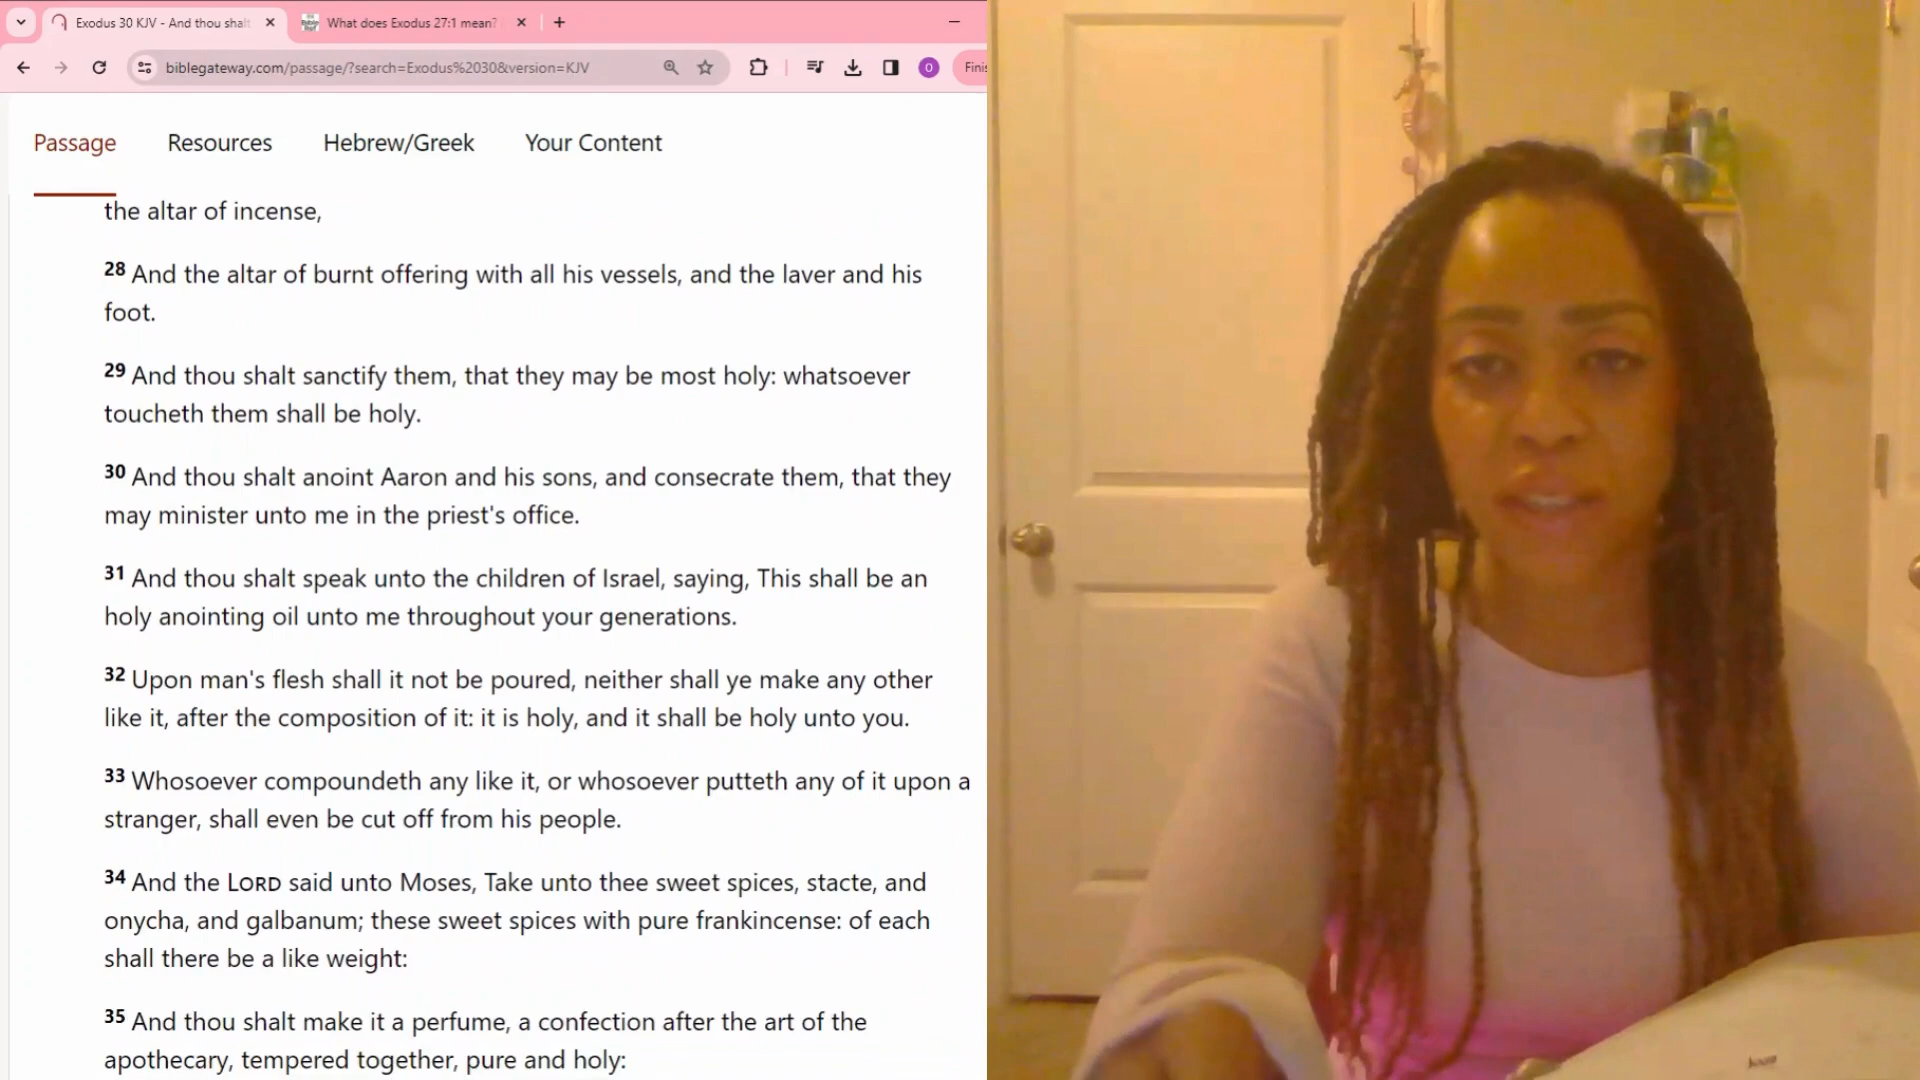 Exodus 30 KJV - And thou shalt
What does Exodus 27:1 mean?
biblegateway.com/passage/?search=Exodus%2030&version=KJV
O
Finis
Passage
Resources
Hebrew/Greek
Your Content
the altar of incense,
28 And the altar of burnt offering with all his vessels, and the laver and his
foot.
29 And thou shalt sanctify them, that they may be most holy: whatsoever
toucheth them shall be holy.
30 And thou shalt anoint Aaron and his sons, and consecrate them, that they
may minister unto me in the priest's office.
31 And thou shalt speak unto the children of Israel, saying, This shall be an
holy anointing oil unto me throughout your generations.
32 Upon man's flesh shall it not be poured, neither shall ye make any other
like it, after the composition of it: it is holy, and it shall be holy unto you.
33 Whosoever compoundeth any like it, or whosoever putteth any of it upon a
stranger, shall even be cut off from his people.
34 And the LORD said unto Moses, Take unto thee sweet spices, stacte, and
onycha, and galbanum; these sweet spices with pure frankincense: of each
shall there be a like weight:
35 And thou shalt make it a perfume, a confection after the art of the
apothecary, tempered together, pure and holy: